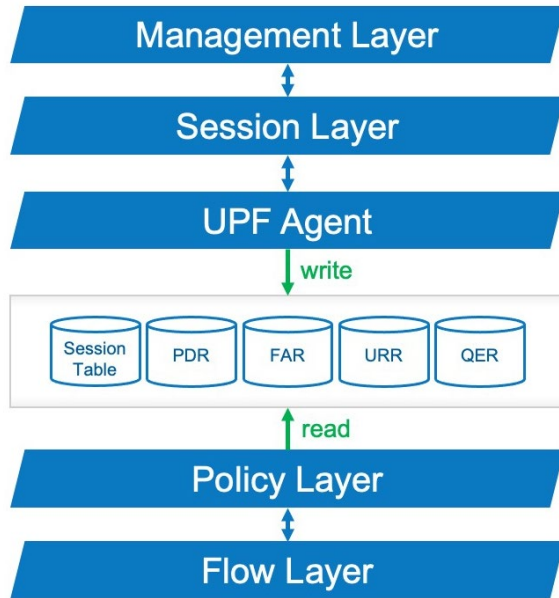 Management Layer
Session Layer
UPF Agent
write
Session
Table
PDR
FAR
URR
QER
read
Policy Layer
Flow Layer